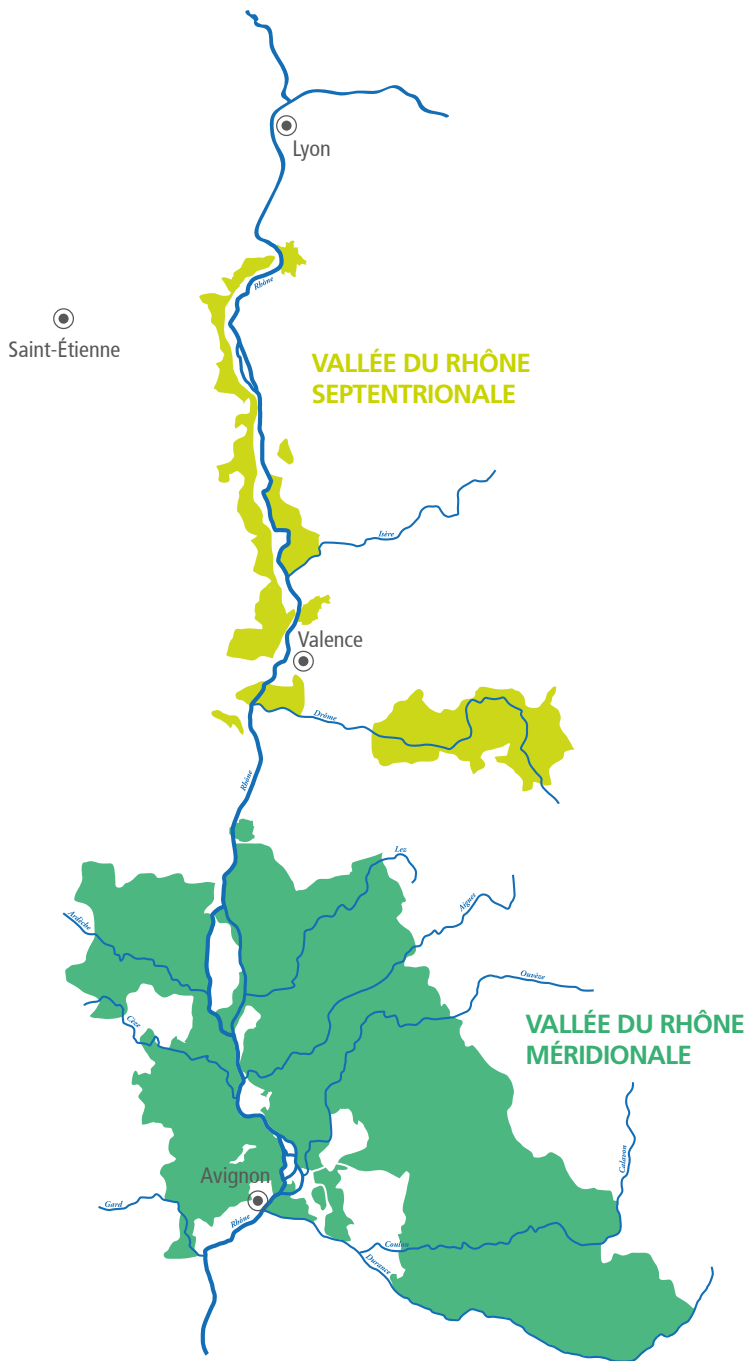 Lyon
Rhône
Saint-Étienne
VALLÉE DU RHÔNE
SEPTENTRIONALE
Isère
Valence
Drôme
Rhône
Lez
Aigues
Ardèche
Ouvèze
Cèze
VALLÉE DU RHÔNE
MÉRIDIONALE
Calavon
Avignon
Gard
Rhône
Coulon
Durance